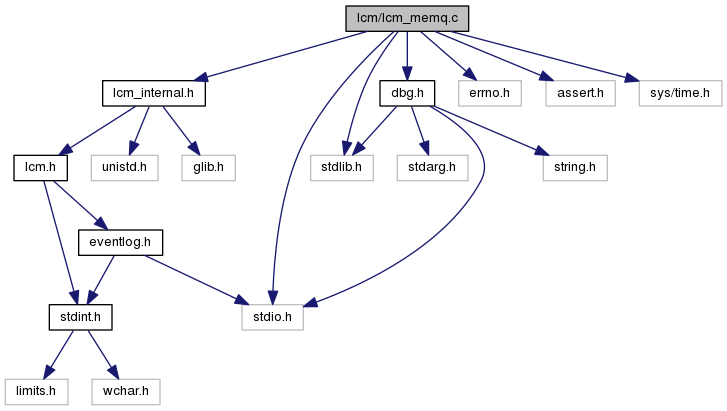 lcm/lcm_memq.c
lcm_internal.h
dbg.h
errno.h
assert.h
sys/time.h
lcm.h
unistd.h
glib.h
stdlib.h
stdarg.h
string.h
eventlog.h
stdint.h
stdio.h
limits.h
wchar.h